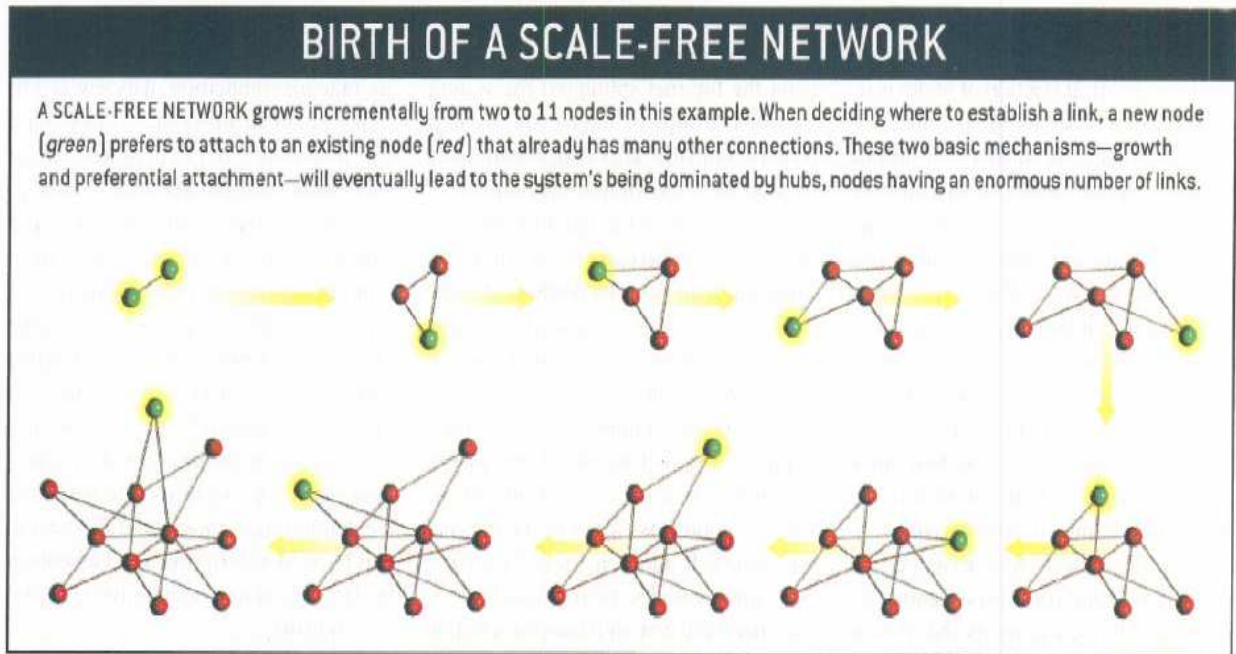 BIRTH OF A SCALE-FREE NETWORK
A SCALE-FREE NETWORK grows incrementally from two to 11 nodes in this example. When deciding where to establish a link, a new node
(green) prefers to attach to an existing node (red) that already has many other connections. These two basic mechanisms—growth
and preferential attachment—will eventually lead to the system's being dominated by hubs, nodes having an enormous number of links.